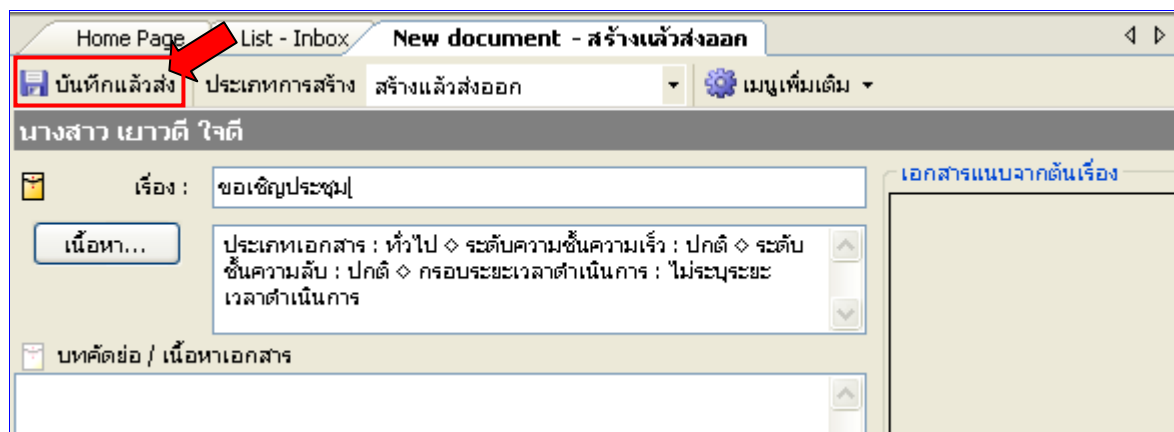 Home Page List - Inbox New document - สร้างแล้วส่งออก
บันทึกแล้วส่ง ประเภทการสร้าง สร้างแล้วส่งออก เมนูเพิ่มเติม
นางสาว เยาวดี ใจดี
เรื่อง : ขอเชิญประชุม
เอกสารแนบจากต้นเรื่อง
เนื้อหา... ประเภทเอกสาร : ทั่วไป ◇ ระดับความชั้นความเร็ว : ปกติ ◇ ระดับ
ชั้นความลับ : ปกติ ◇ กรอบระยะเวลาดำเนินการ : ไม่ระบุระยะ
เวลาดำเนินการ
บทคัดย่อ / เนื้อหาเอกสาร